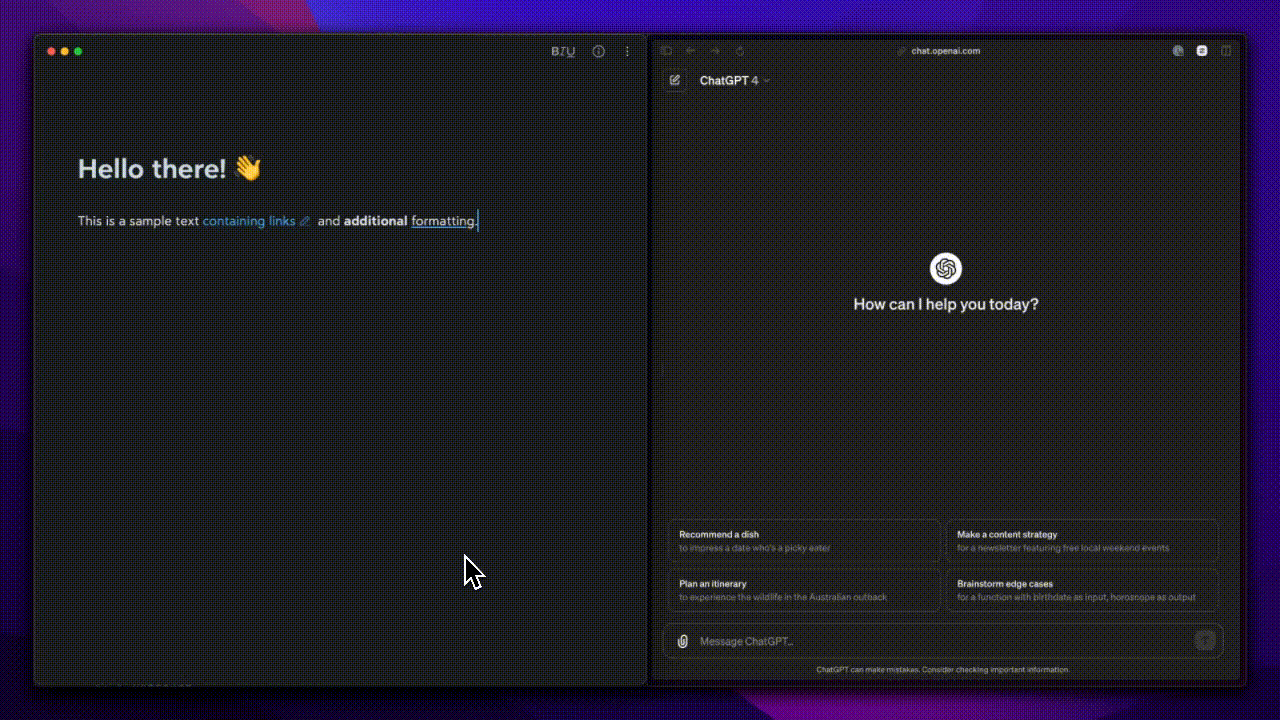 BIU
chat.openai.com
ChatGPT 4
Hello there! 👋
This is a sample text containing links and additional formatting.
How can I help you today?
Recommend a dish
to impress a date who's a picky eater
Make a content strategy
for a newsletter featuring free local weekend events
Plan an itinerary
to experience the wildlife in the Australian outback
Brainstorm edge cases
for a function with birthdate as input, horoscope as output
Message ChatGPT...
ChatGPT can make mistakes. Consider checking important information.